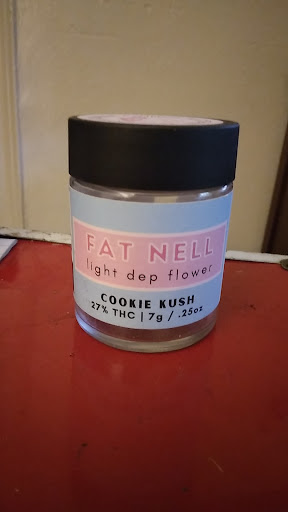 FAT NELL
light dep flower
COOKIE KUSH
27% THC | 7g / .25oz